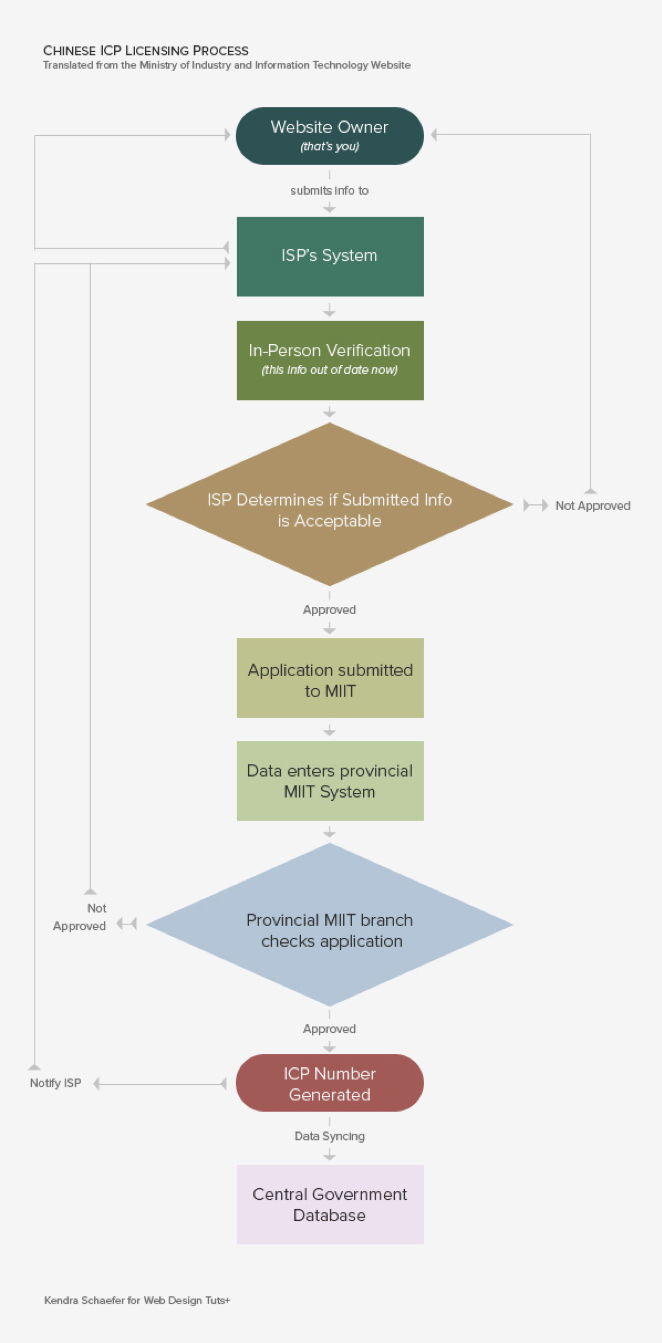 CHINESE ICP LICENSING PROCESS
Translated from the Ministry of Industry and Information Technology Website
Website Owner
(that's you)
submits info to
ISP's System
In-Person Verification
(this info out of date now)
ISP Determines if Submitted Info
is Acceptable
Not Approved
Approved
Application submitted
to MIIT
Data enters provincial
MIIT System
Not
Approved
Provincial MIIT branch
checks application
Approved
ICP Number
Generated
Notify ISP
Data Syncing
Central Government
Database
Kendra Schaefer for Web Design Tuts+